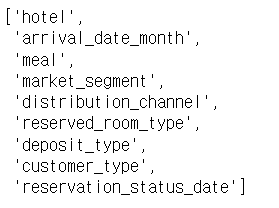 ['hotel',
'arrival_date_month',
'meal',
'market_segment',
'distribution_channel',
'reserved_room_type',
'deposit_type',
'customer_type',
'reservation_status_date']